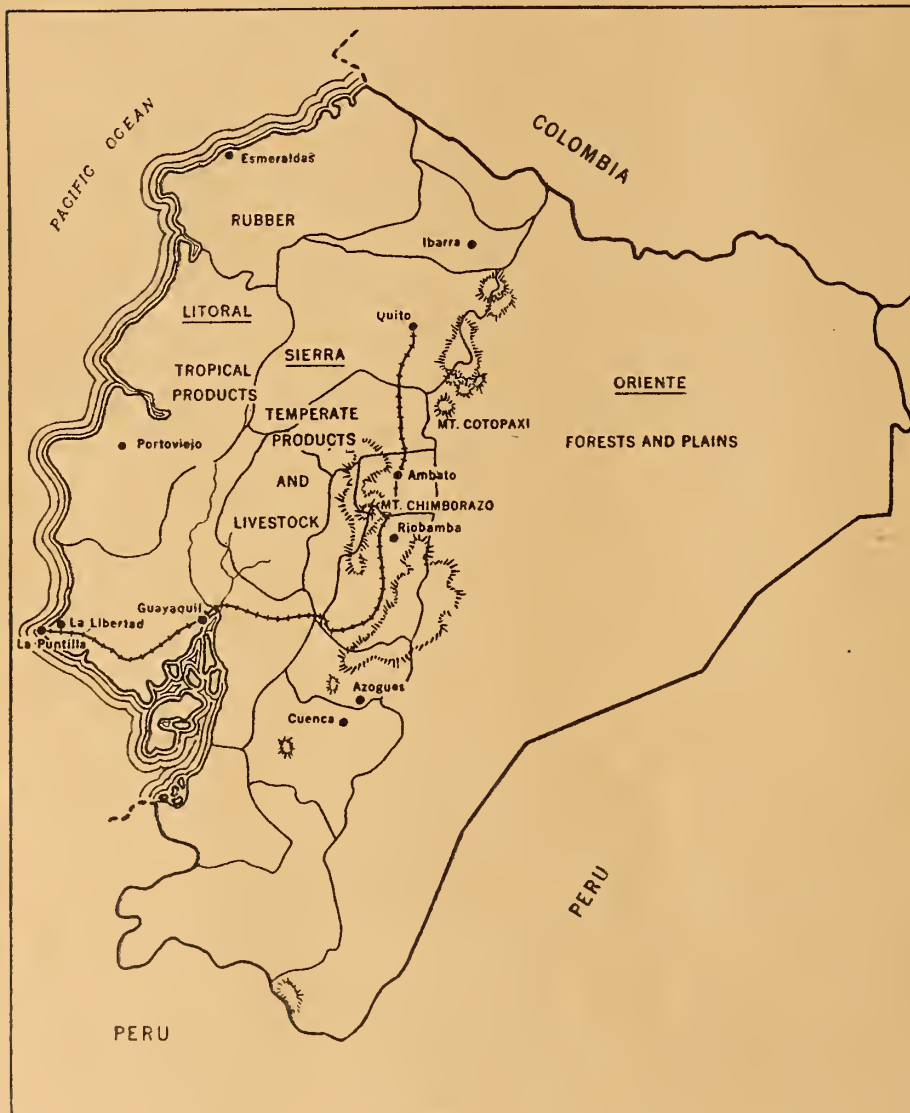 PACIFIC OCEAN
COLOMBIA
Esmeraldas
RUBBER
Ibarra
LITORAL
Quito
SIERRA
TROPICAL
PRODUCTS
ORIENTE
TEMPERATE
PRODUCTS
MT. COTOPAXI
FORESTS AND PLAINS
Portoviejo
AND
Ambato
LIVESTOCK
MT. CHIMBORAZO
Riobamba
Guayaquil
La Libertad
La Puntilla
Azogues
Cuenca
PERU
PERU